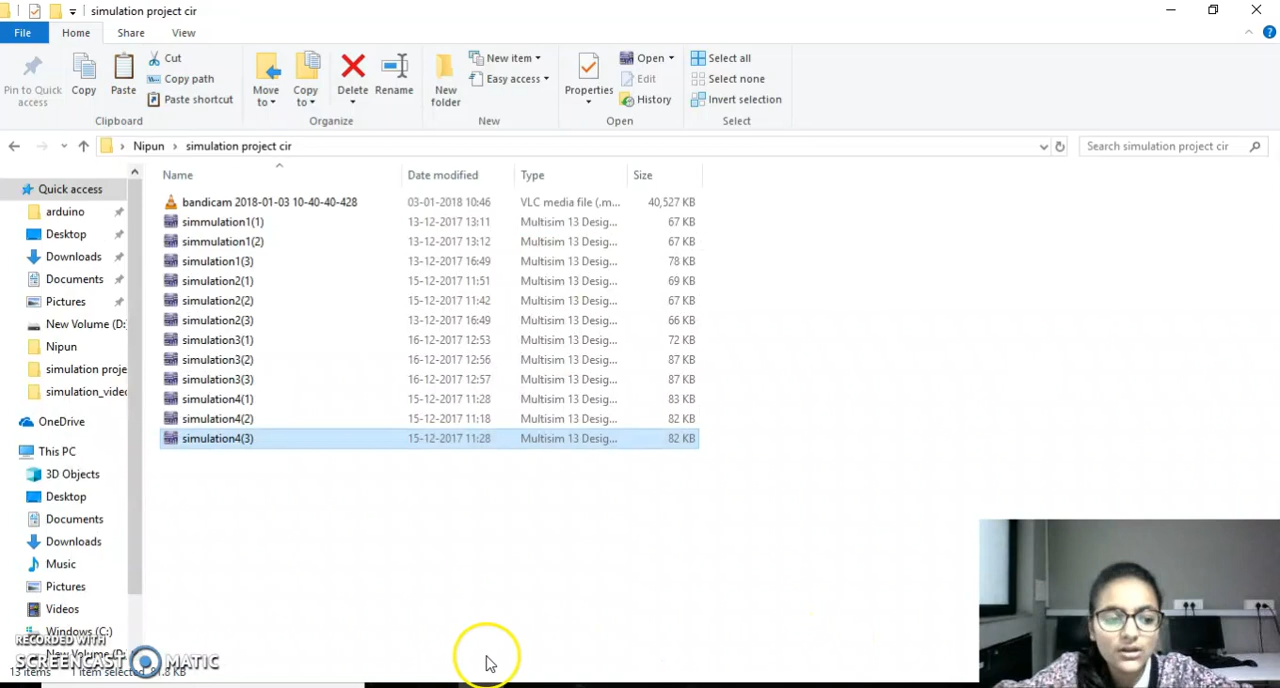 simulation project cir
File Home Share View
Pin to Quick access
Copy
Paste
Cut
Copy path
Paste shortcut
Move to
Copy to
Delete
Rename
New folder
New item
Easy access
Properties
Open
Edit
History
Select all
Select none
Invert selection
Clipboard Organize New Open Select
Nipun simulation project cir
Search simulation project cir
Name Date modified Type Size
bandicam 2018-01-03 10-40-40-428 03-01-2018 10:46 VLC media file (.m... 40,527 KB
simmulation1(1) 13-12-2017 13:11 Multisim 13 Desig... 67 KB
simmulation1(2) 13-12-2017 13:12 Multisim 13 Desig... 67 KB
simulation1(3) 13-12-2017 16:49 Multisim 13 Desig... 78 KB
simulation2(1) 15-12-2017 11:51 Multisim 13 Desig... 69 KB
simulation2(2) 15-12-2017 11:42 Multisim 13 Desig... 67 KB
simulation2(3) 13-12-2017 16:49 Multisim 13 Desig... 66 KB
simulation3(1) 16-12-2017 12:53 Multisim 13 Desig... 72 KB
simulation3(2) 16-12-2017 12:56 Multisim 13 Desig... 87 KB
simulation3(3) 16-12-2017 12:57 Multisim 13 Desig... 87 KB
simulation4(1) 15-12-2017 11:28 Multisim 13 Desig... 83 KB
simulation4(2) 15-12-2017 11:18 Multisim 13 Desig... 82 KB
simulation4(3) 15-12-2017 11:28 Multisim 13 Desig... 82 KB
Quick access
arduino
Desktop
Downloads
Documents
Pictures
New Volume (D:
Nipun
simulation proje
simulation_vide
OneDrive
This PC
3D Objects
Desktop
Documents
Downloads
Music
Pictures
Videos
Windows (C:)
New Volume (D:
RECORDED WITH
SCREENCAST MATIC
13 items 1 item selected 81.8 KB